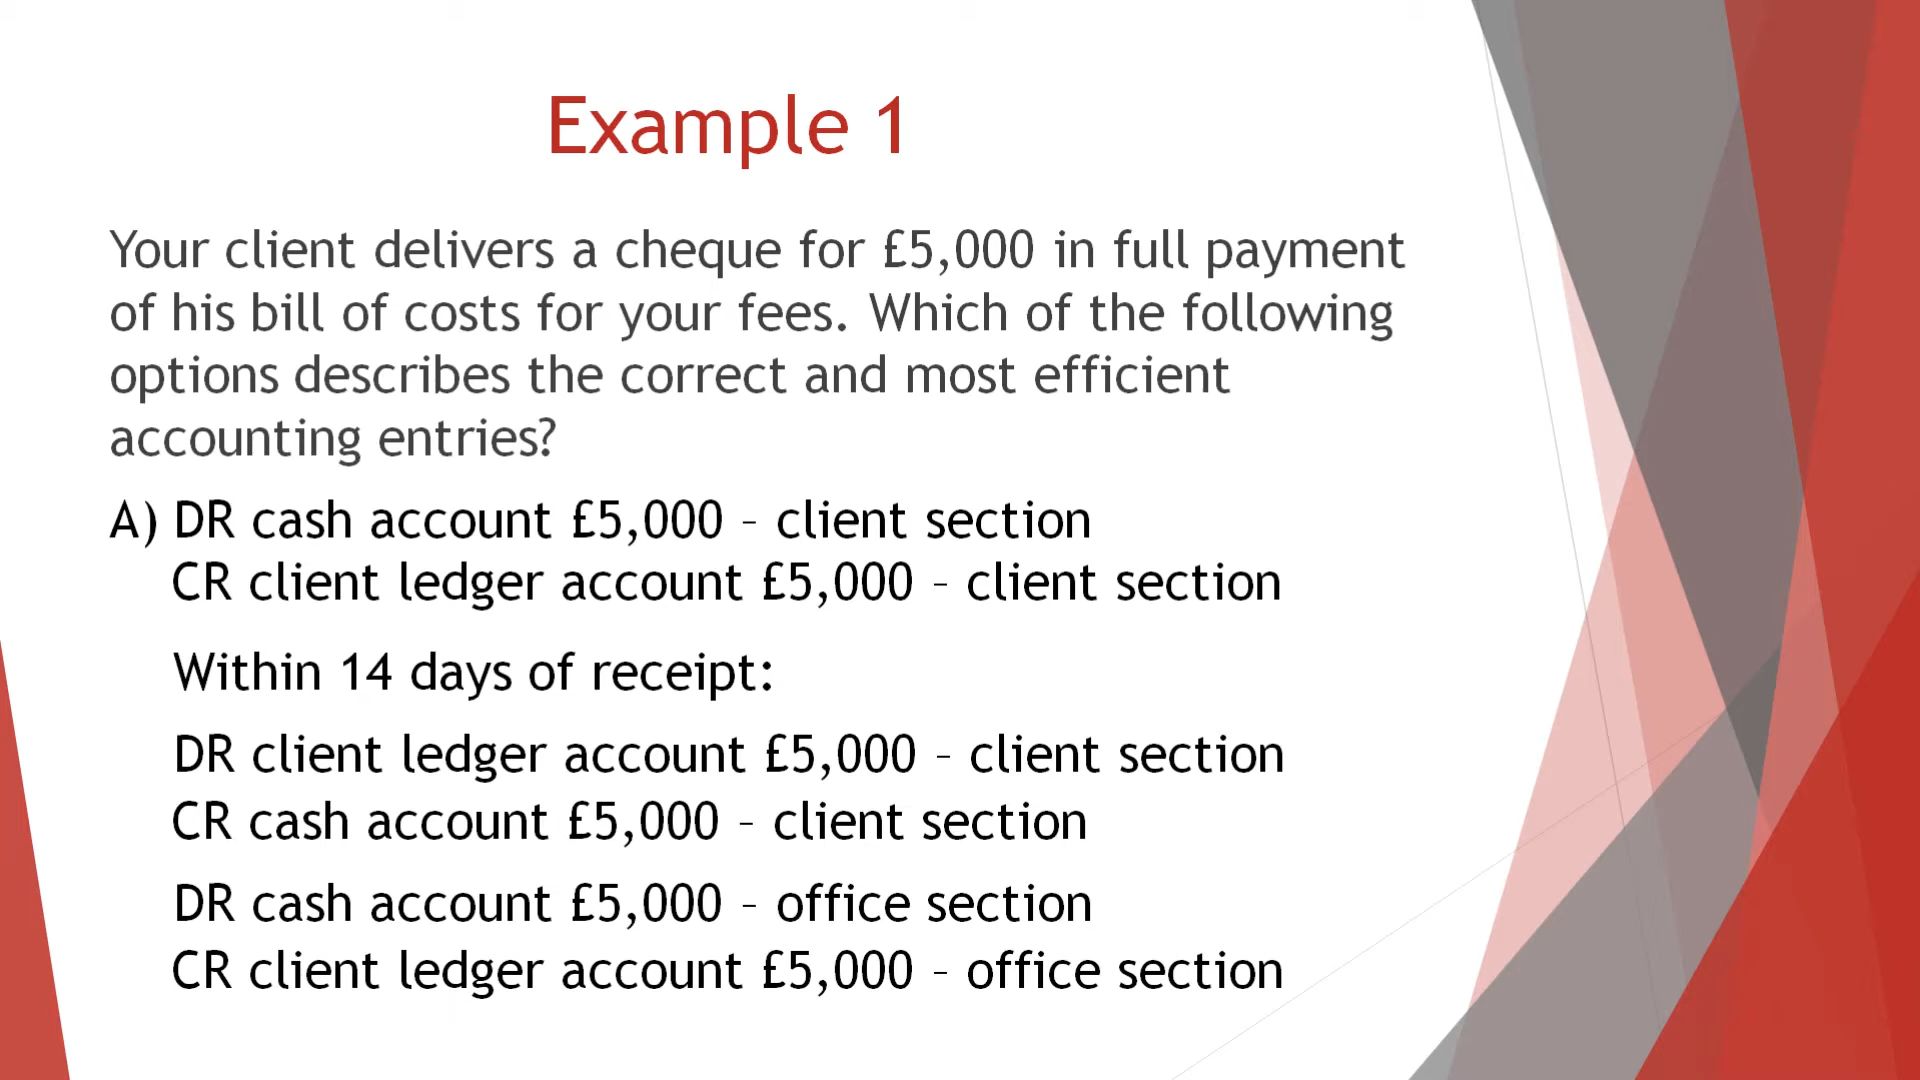 Example 1
Your client delivers a cheque for £5,000 in full payment
of his bill of costs for your fees. Which of the following
options describes the correct and most efficient
accounting entries?
A) DR cash account £5,000 – client section
CR client ledger account £5,000 – client section
Within 14 days of receipt:
DR client ledger account £5,000 – client section
CR cash account £5,000 – client section
DR cash account £5,000 – office section
CR client ledger account £5,000 – office section